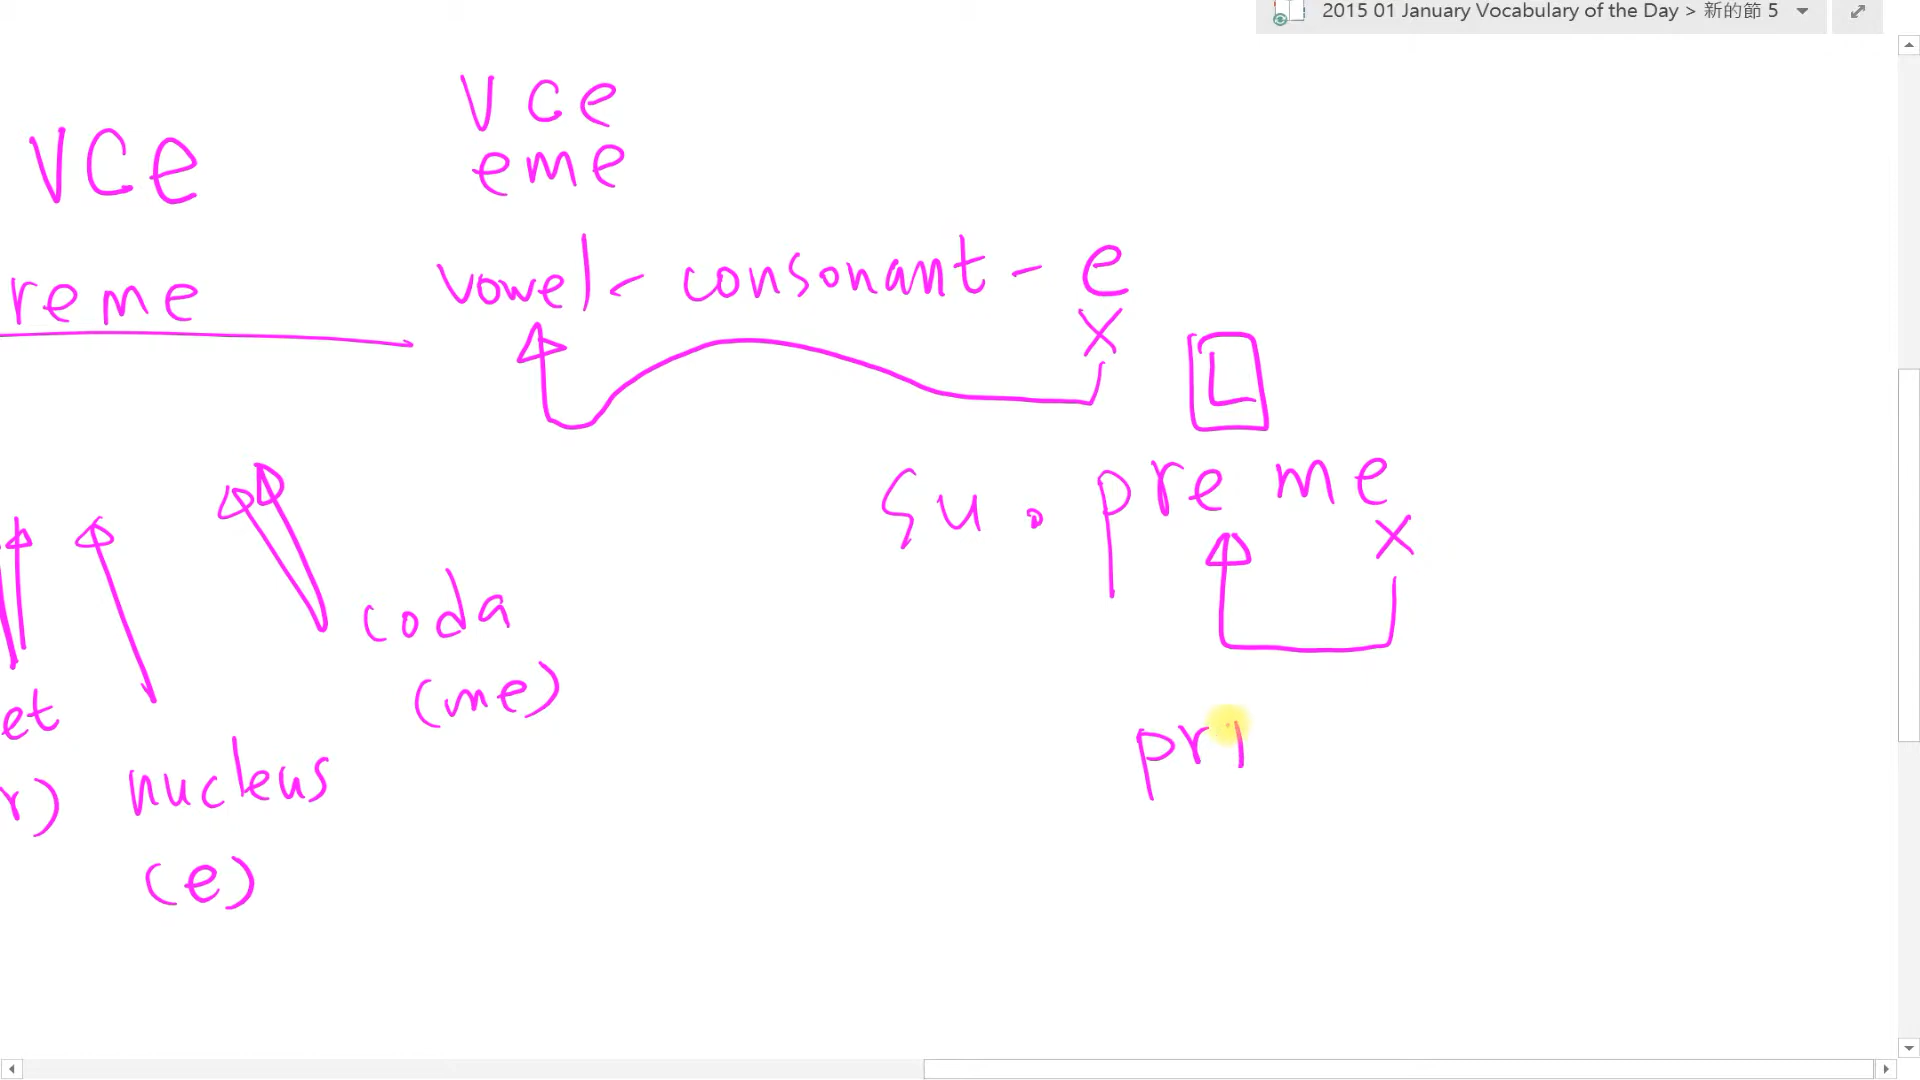 2015 01 January Vocabulary of the Day > 新的節 5
VCe
eme
VCe
reme
vowel - consonant - e
X
L
su . preme
X
coda
(me)
et
nucleus
r)
(e)
pri